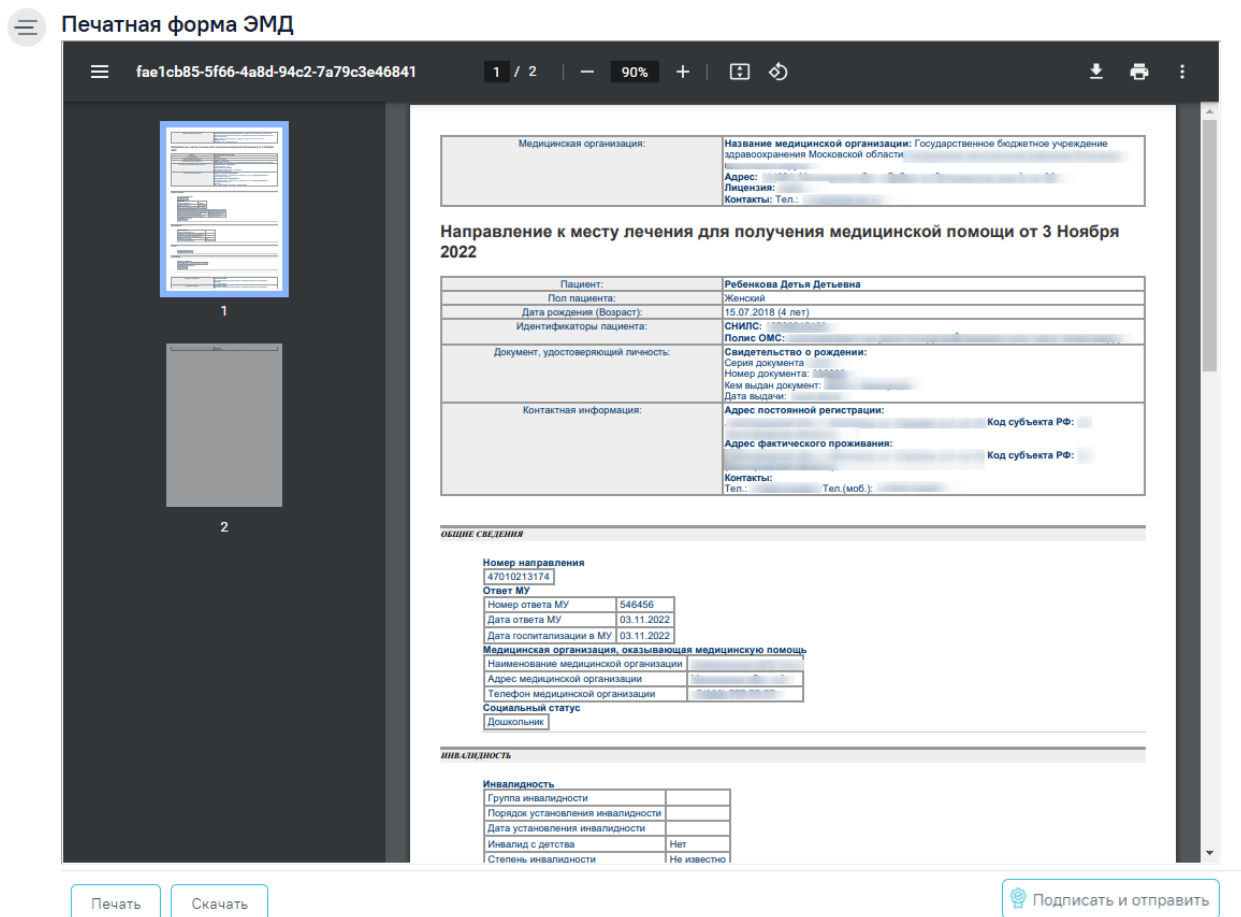 Печатная форма ЭМД
fae1cb85-5f66-4a8d-94c2-7a79c3e46841
1 / 2
90%
1
2
Медицинская организация:
Название медицинской организации: Государственное бюджетное учреждение
здравоохранения Московской области
Адрес:
Лицензия:
Контакты: Тел.:
Направление к месту лечения для получения медицинской помощи от 3 Ноября
2022
Пациент: Ребенкова Детья Детьевна
Пол пациента: Женский
Дата рождения (Возраст): 15.07.2018 (4 лет)
Идентификаторы пациента: СНИЛС:
Полис ОМС:
Документ, удостоверяющий личность: Свидетельство о рождении:
Серия документа
Номер документа:
Кем выдан документ:
Дата выдачи:
Контактная информация: Адрес постоянной регистрации:
Код субъекта РФ:
Адрес фактического проживания:
Код субъекта РФ:
Контакты:
Тел.: Тел.(моб.):
ОБЩИЕ СВЕДЕНИЯ
Номер направления
47010213174
Ответ МУ
Номер ответа МУ 546456
Дата ответа МУ 03.11.2022
Дата госпитализации в МУ 03.11.2022
Медицинская организация, оказывающая медицинскую помощь
Наименование медицинской организации
Адрес медицинской организации
Телефон медицинской организации
Социальный статус
Дошкольник
ИНВАЛИДНОСТЬ
Инвалидность
Группа инвалидности
Порядок установления инвалидности
Дата установления инвалидности
Инвалид с детства Нет
Степень инвалидности Не известно
Печать
Скачать
Подписать и отправить